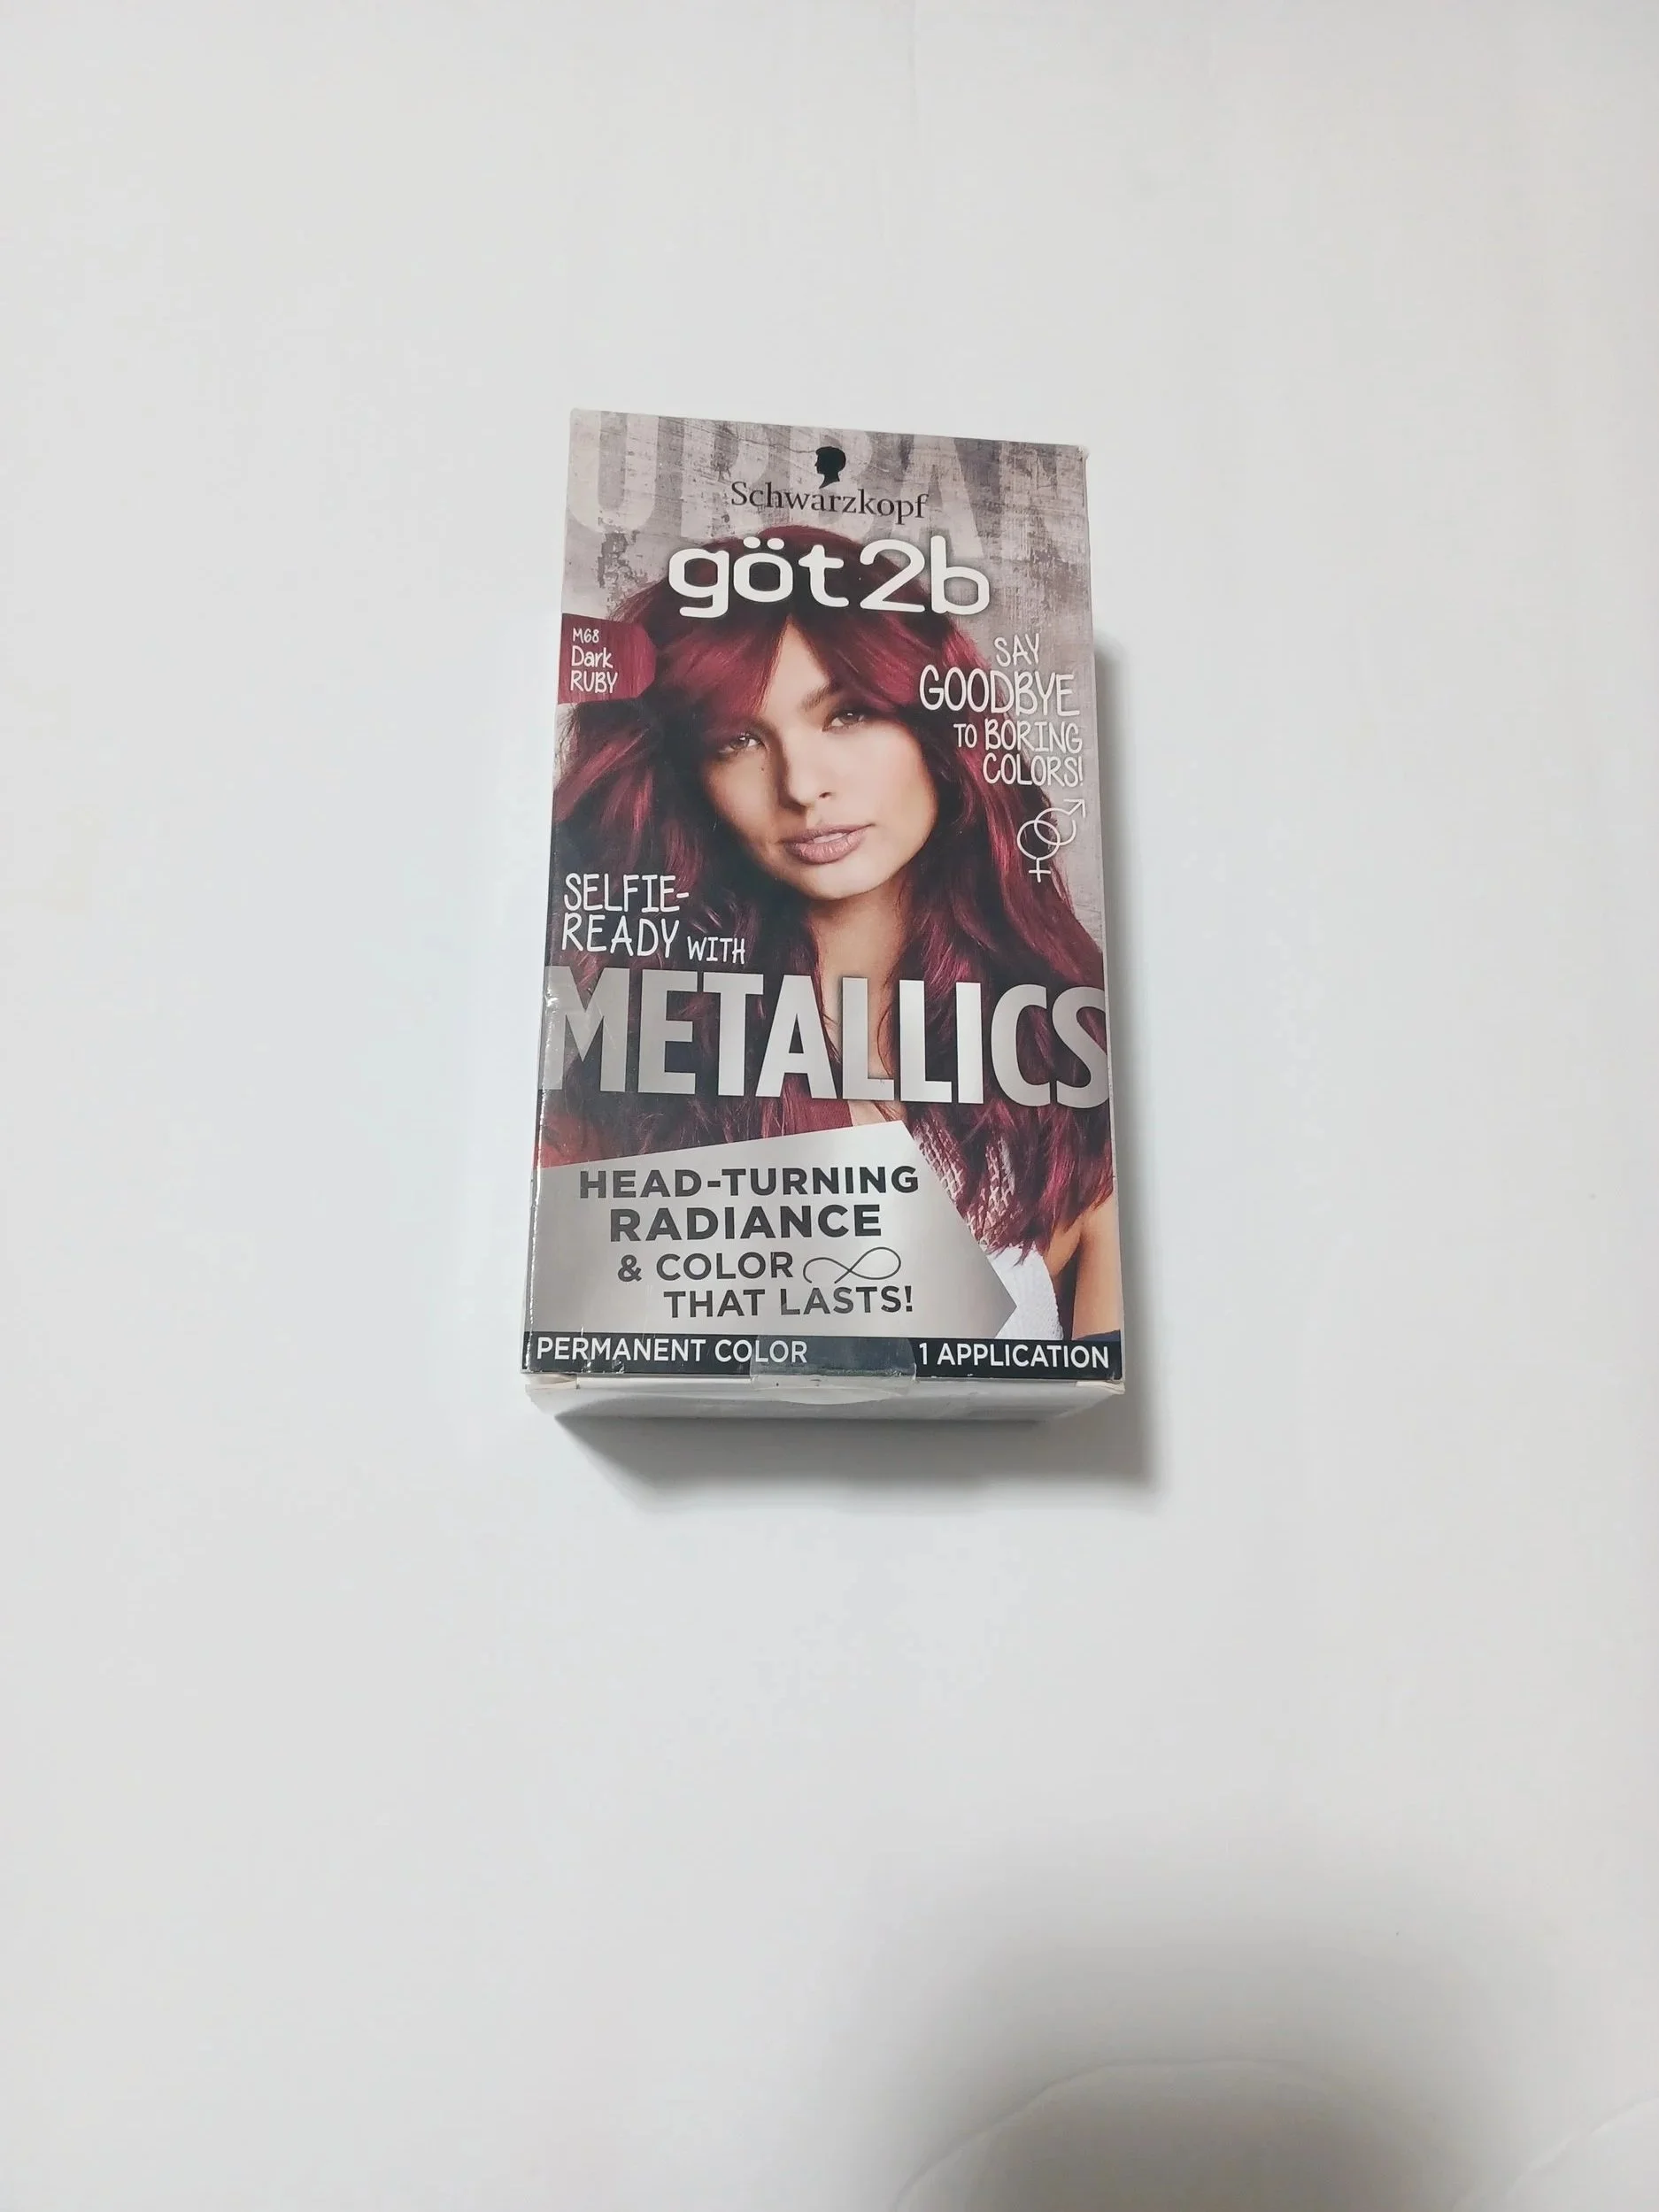 URBAN
Schwarzkopf
göt2b
M68
Dark
RUBY
SAY
GOODBYE
TO BORING
COLORS!
SELFIE-
READY WITH
METALLICS
HEAD-TURNING
RADIANCE
& COLOR
THAT LASTS!
PERMANENT COLOR
1 APPLICATION